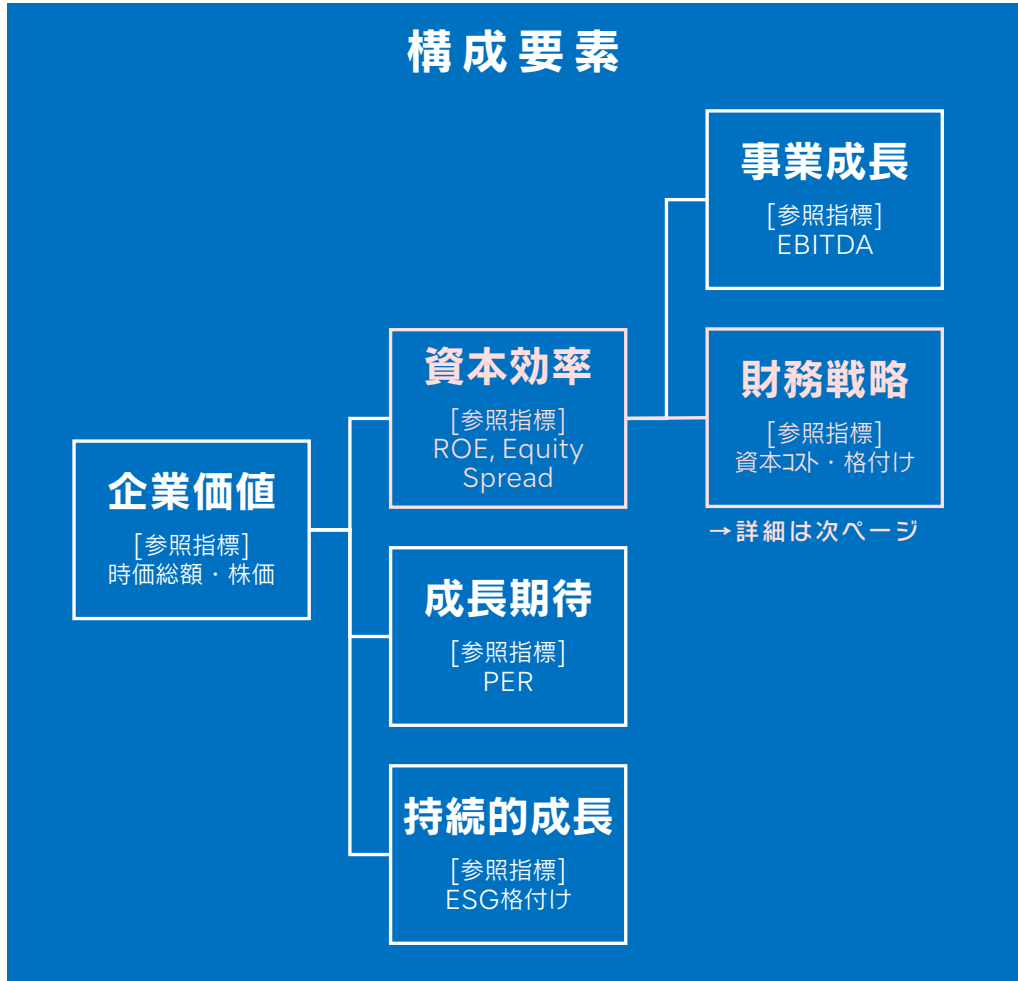 構成要素
事業成長
[参照指標]
EBITDA
資本効率
[参照指標]
ROE, Equity
Spread
財務戦略
[参照指標]
資本コスト・格付け
→詳細は次ページ
企業価値
[参照指標]
時価総額・株価
成長期待
[参照指標]
PER
持続的成長
[参照指標]
ESG格付け